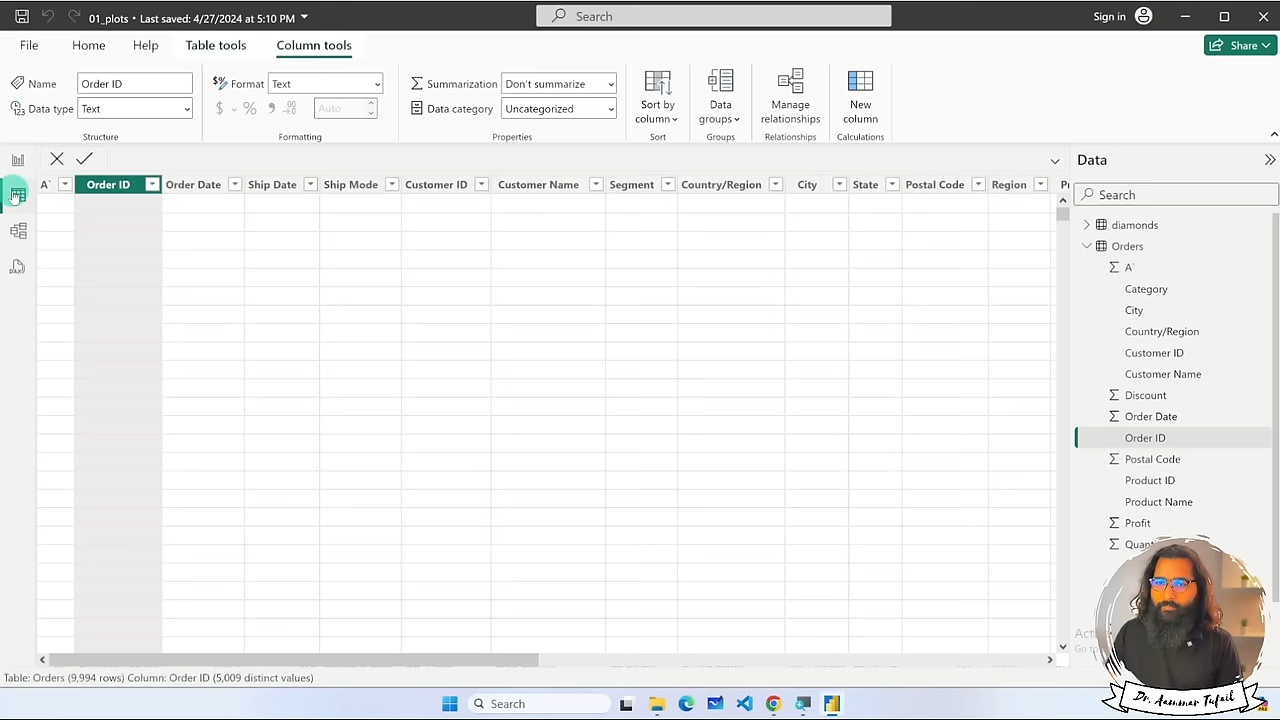 01_plots • Last saved: 4/27/2024 at 5:10 PM
Search
Sign in
File
Home
Help
Table tools
Column tools
Share
Name
Order ID
Format
Text
Summarization
Don't summarize
Sort by
column
Data
groups
Manage
relationships
New
column
Data type
Text
$
%
Auto
Data category
Uncategorized
Structure
Formatting
Properties
Sort
Groups
Relationships
Calculations
A`
Order ID
Order Date
Ship Date
Ship Mode
Customer ID
Customer Name
Segment
Country/Region
City
State
Postal Code
Region
Data
Search
diamonds
Orders
A`
Category
City
Country/Region
Customer ID
Customer Name
Discount
Order Date
Order ID
Postal Code
Product ID
Product Name
Profit
Table: Orders (9,994 rows) Column: Order ID (5,009 distinct values)
Search
Dr. Aammar Tufail